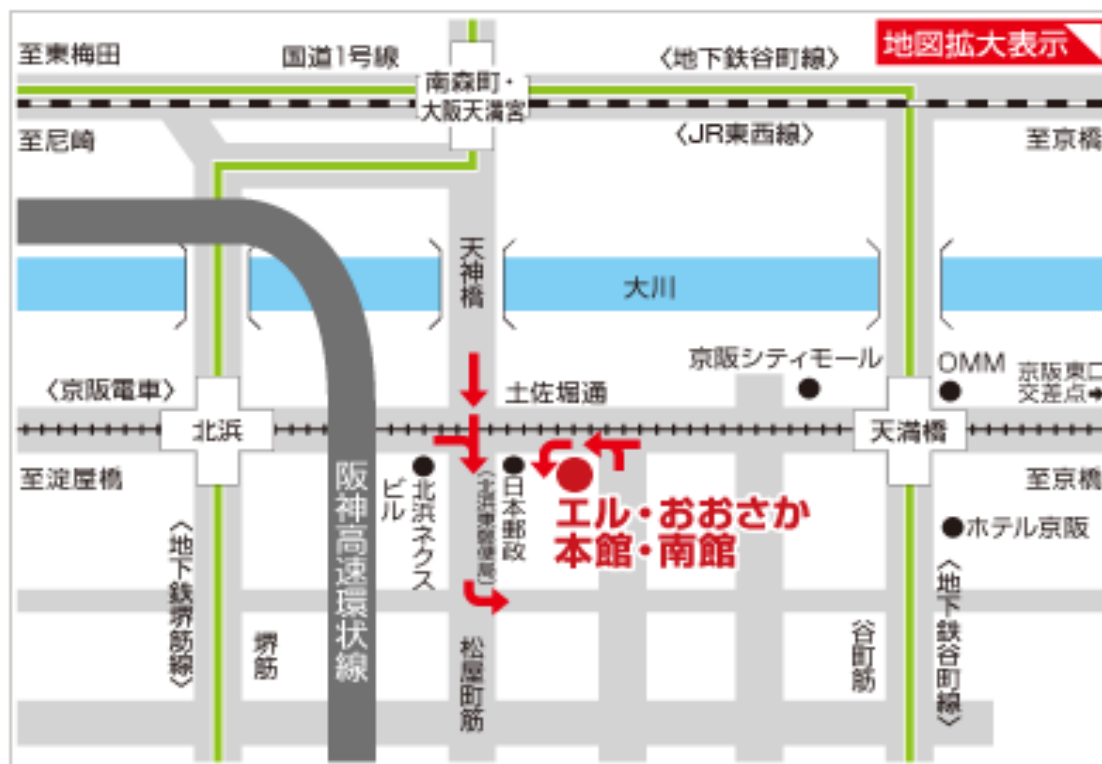 地図拡大表示
至東梅田
国道1号線
〈地下鉄谷町線〉
南森町・
大阪天満宮
至尼崎
〈JR東西線〉
至京橋
天神橋
大川
京阪シティモール
OMM
京阪東口
交差点➔
〈京阪電車〉
土佐堀通
北浜
天満橋
至淀屋橋
至京橋
阪神高速環状線
北浜ネクス
ビル
(北浜東郵便局)
日本郵政
エル・おおさか
本館・南館
ホテル京阪
〈地下鉄堺筋線〉
堺筋
松屋町筋
谷町筋
〈地下鉄谷町線〉